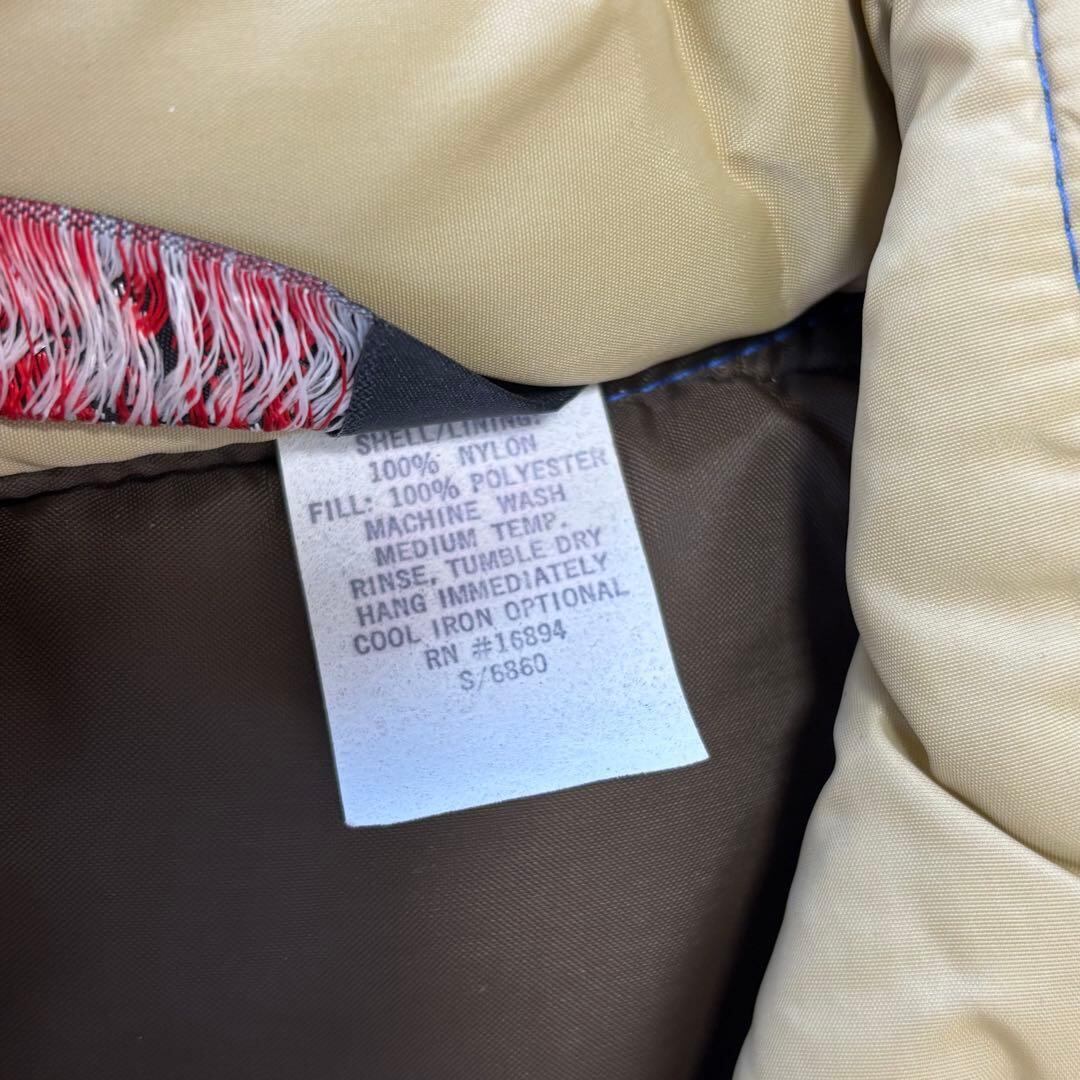 SHELL/LINING:
100% NYLON
FILL: 100% POLYESTER
MACHINE WASH
MEDIUM TEMP.
RINSE, TUMBLE DRY
HANG IMMEDIATELY
COOL IRON OPTIONAL
RN #16894
S/6860